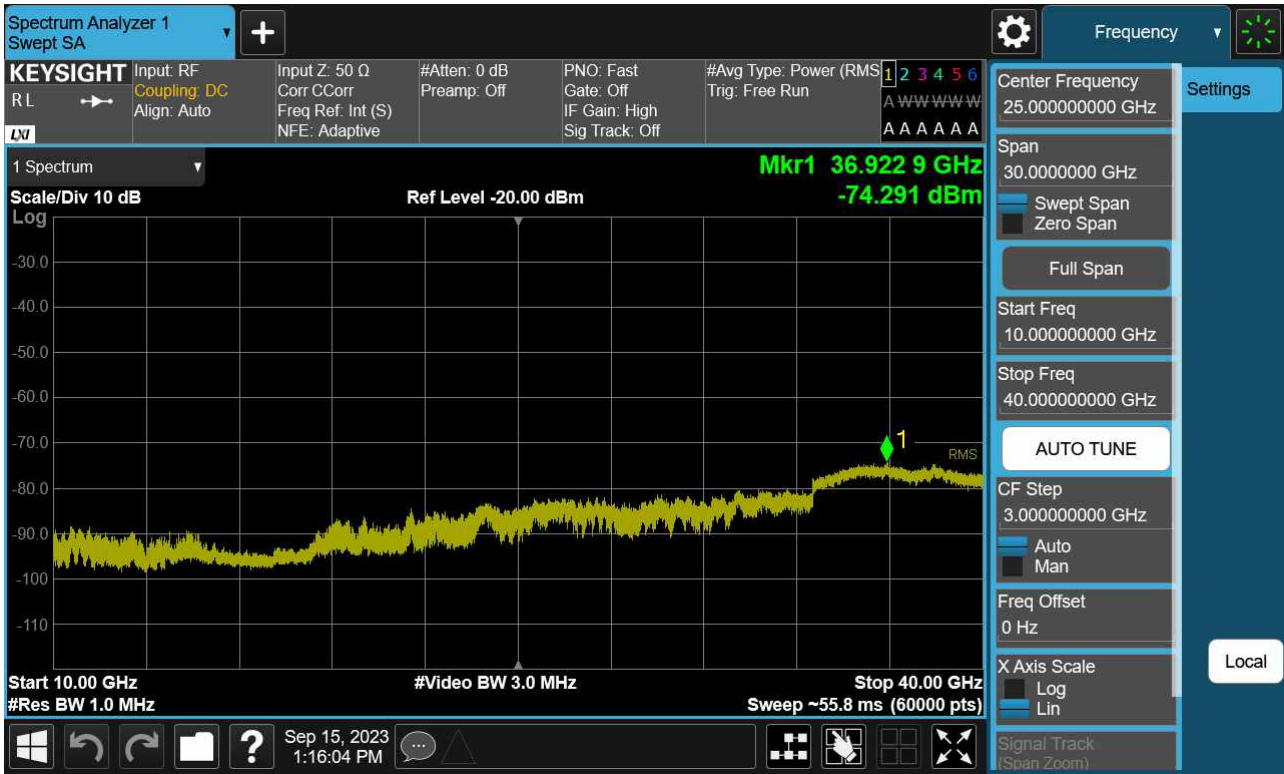 Spectrum Analyzer 1
Swept SA
+
Frequency
KEYSIGHT
RL
LXI
Input: RF
Coupling: DC
Align: Auto
Input Z: 50 Ω
Corr CCorr
Freq Ref: Int (S)
NFE: Adaptive
#Atten: 0 dB
Preamp: Off
PNO: Fast
Gate: Off
IF Gain: High
Sig Track: Off
#Avg Type: Power (RMS
Trig: Free Run
1 2 3 4 5 6
A W W W W W
A A A A A A
1 Spectrum
Mkr1 36.922 9 GHz
-74.291 dBm
Scale/Div 10 dB
Ref Level -20.00 dBm
Log
-30.0
-40.0
-50.0
-60.0
-70.0
-80.0
-90.0
-100
-110
1
RMS
Start 10.00 GHz
#Video BW 3.0 MHz
Stop 40.00 GHz
#Res BW 1.0 MHz
Sweep ~55.8 ms (60000 pts)
Center Frequency
25.000000000 GHz
Settings
Span
30.0000000 GHz
Swept Span
Zero Span
Full Span
Start Freq
10.000000000 GHz
Stop Freq
40.000000000 GHz
AUTO TUNE
CF Step
3.000000000 GHz
Auto
Man
Freq Offset
0 Hz
X Axis Scale
Log
Lin
Local
Signal Track
(Span Zoom)
?
Sep 15, 2023
1:16:04 PM